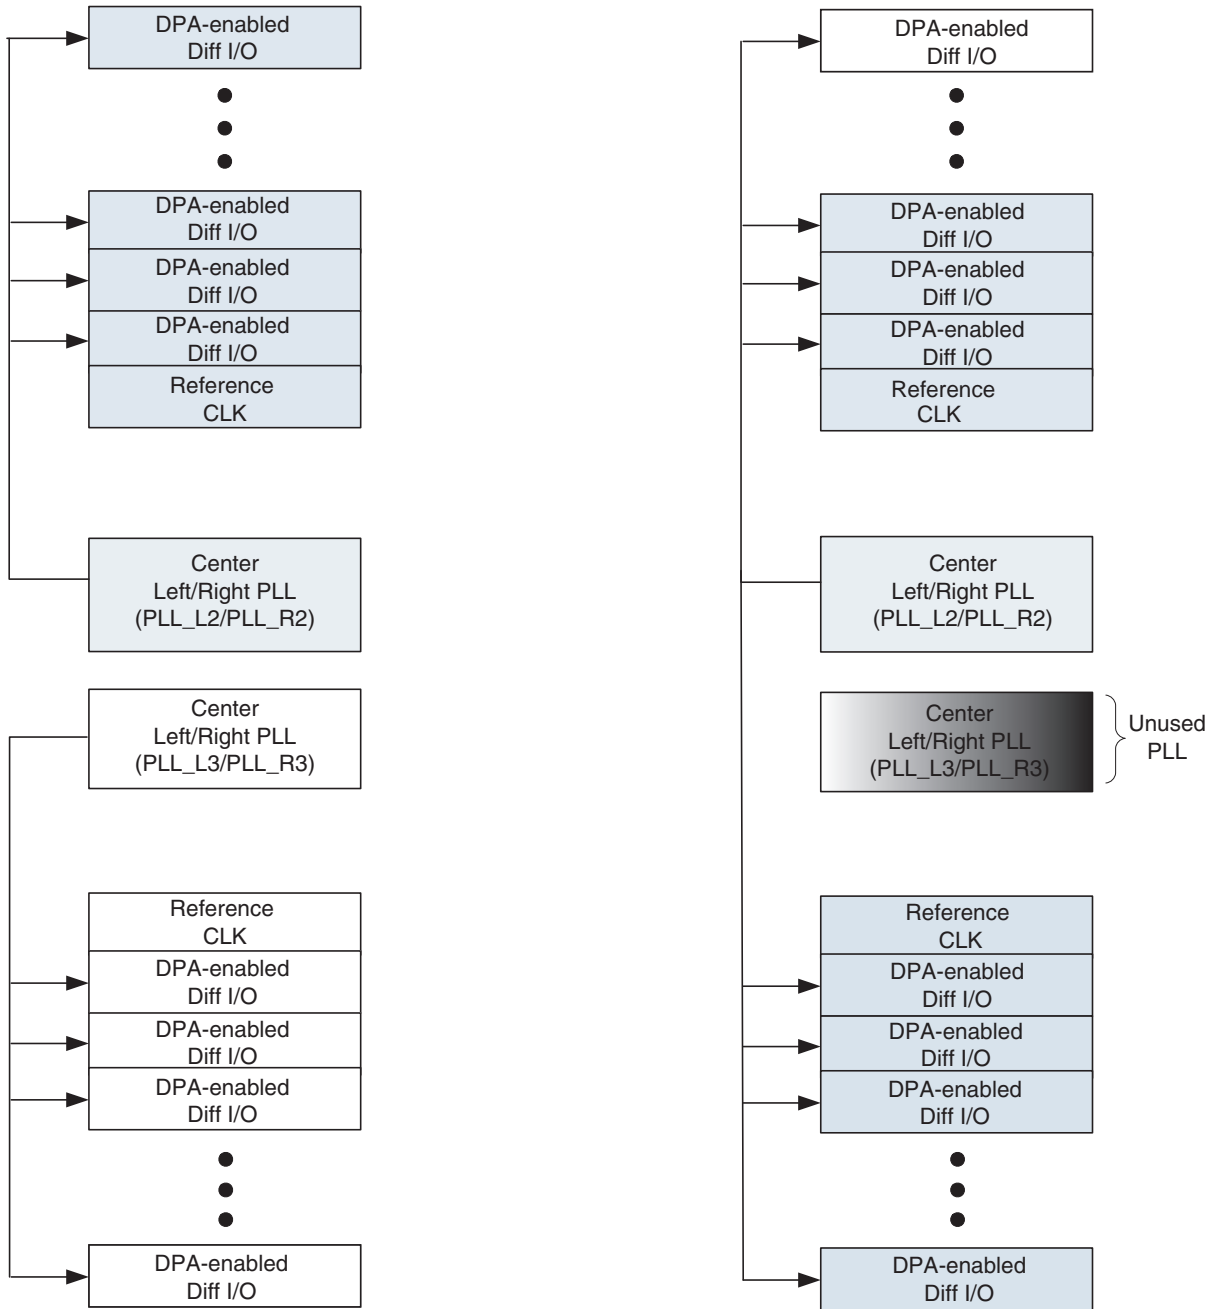 DPA-enabled
Diff I/O
DPA-enabled
Diff I/O
DPA-enabled
Diff I/O
DPA-enabled
Diff I/O
Reference
CLK
Center
Left/Right PLL
(PLL_L2/PLL_R2)
Center
Left/Right PLL
(PLL_L3/PLL_R3)
Reference
CLK
DPA-enabled
Diff I/O
DPA-enabled
Diff I/O
DPA-enabled
Diff I/O
DPA-enabled
Diff I/O
DPA-enabled
Diff I/O
DPA-enabled
Diff I/O
DPA-enabled
Diff I/O
DPA-enabled
Diff I/O
Reference
CLK
Center
Left/Right PLL
(PLL_L2/PLL_R2)
Center
Left/Right PLL
(PLL_L3/PLL_R3)
Unused
PLL
Reference
CLK
DPA-enabled
Diff I/O
DPA-enabled
Diff I/O
DPA-enabled
Diff I/O
DPA-enabled
Diff I/O